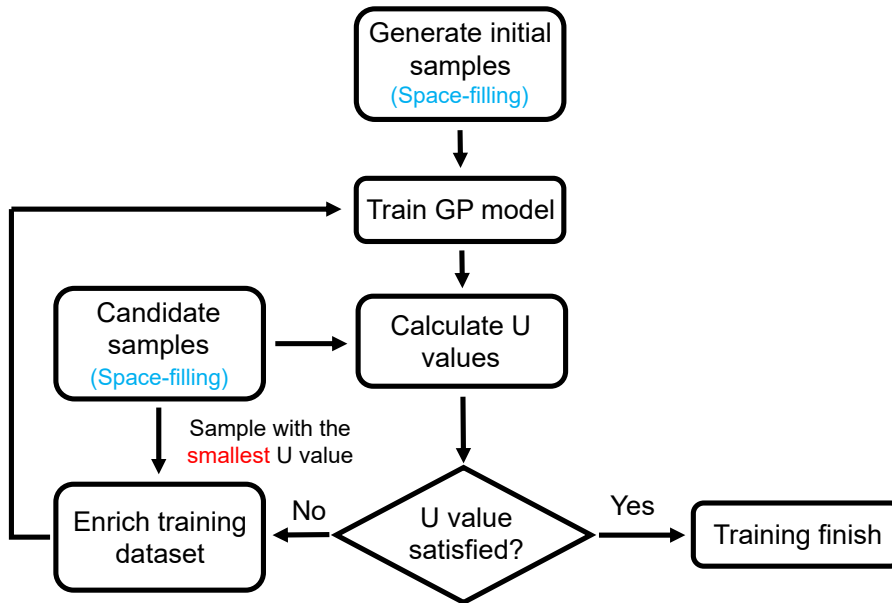 Generate initial
samples
(Space-filling)
Train GP model
Candidate
samples
(Space-filling)
Calculate U
values
Sample with the
smallest U value
Enrich training
dataset
No
U value
satisfied?
Yes
Training finish